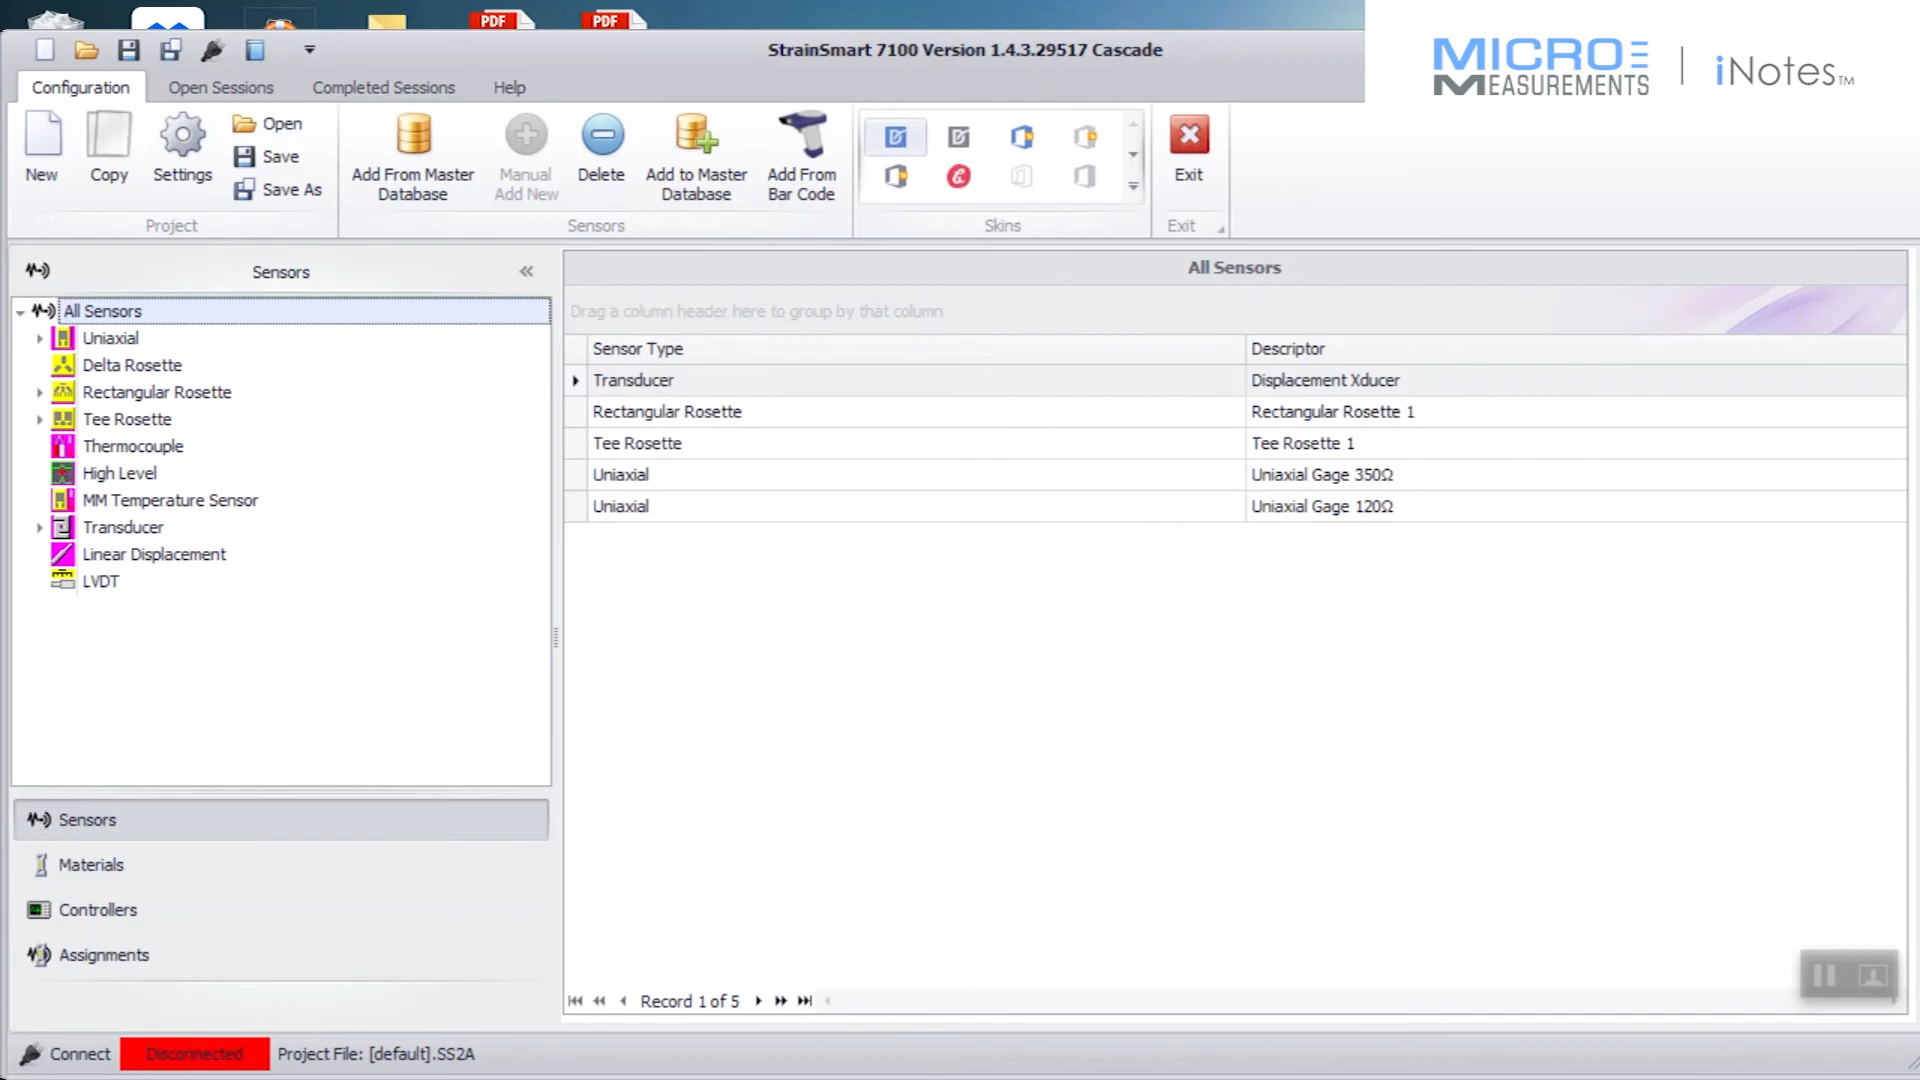 PDF
PDF
StrainSmart 7100 Version 1.4.3.29517 Cascade
MICRO MEASUREMENTS | iNotes™
Configuration
Open Sessions
Completed Sessions
Help
New
Copy
Settings
Open
Save
Save As
Project
Add From Master
Database
Manual
Add New
Delete
Add to Master
Database
Add From
Bar Code
Sensors
Skins
Exit
Exit
Sensors
All Sensors
Uniaxial
Delta Rosette
Rectangular Rosette
Tee Rosette
Thermocouple
High Level
MM Temperature Sensor
Transducer
Linear Displacement
LVDT
Sensors
Materials
Controllers
Assignments
All Sensors
Drag a column header here to group by that column
Sensor Type Descriptor
Transducer Displacement Xducer
Rectangular Rosette Rectangular Rosette 1
Tee Rosette Tee Rosette 1
Uniaxial Uniaxial Gage 350Ω
Uniaxial Uniaxial Gage 120Ω
Record 1 of 5
Connect
Disconnected
Project File: [default].SS2A